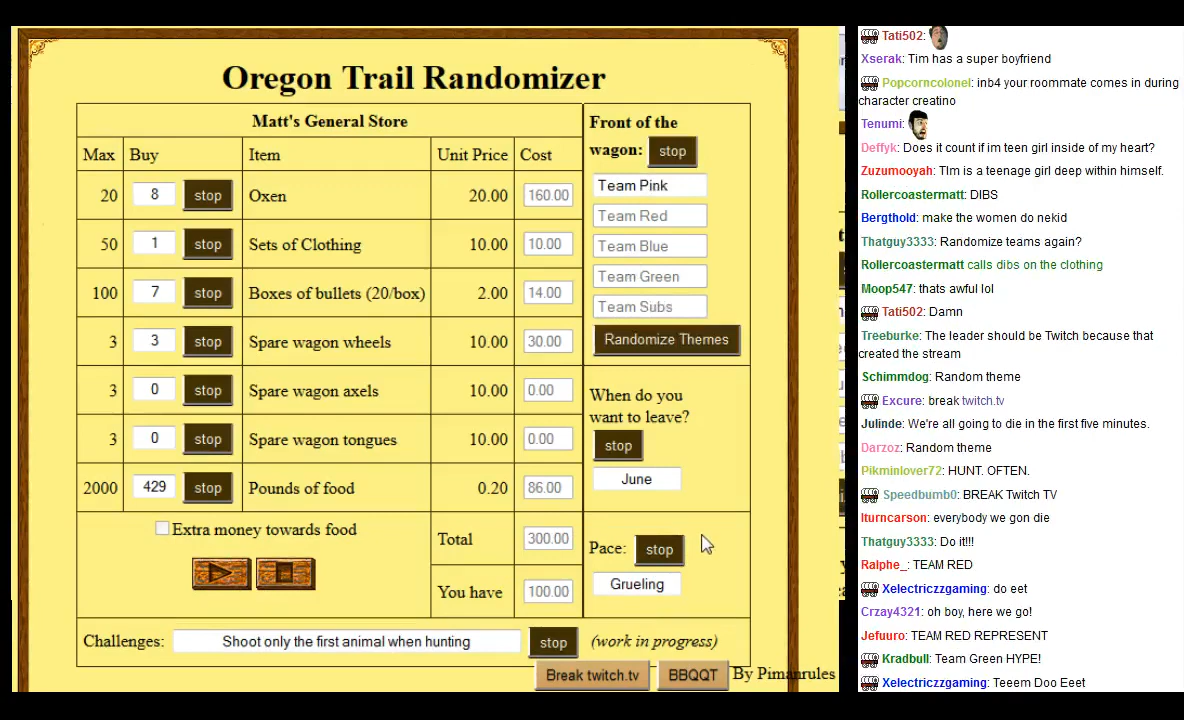 Oregon Trail Randomizer
Matt's General Store
Max Buy Item Unit Price Cost
20 8 stop Oxen 20.00 160.00
50 1 stop Sets of Clothing 10.00 10.00
100 7 stop Boxes of bullets (20/box) 2.00 14.00
3 3 stop Spare wagon wheels 10.00 30.00
3 0 stop Spare wagon axels 10.00 0.00
3 0 stop Spare wagon tongues 10.00 0.00
2000 429 stop Pounds of food 0.20 86.00
Extra money towards food
Total 300.00
You have 100.00
Front of the
wagon: stop
Team Pink
Team Red
Team Blue
Team Green
Team Subs
Randomize Themes
When do you
want to leave?
stop
June
Pace: stop
Grueling
Challenges: Shoot only the first animal when hunting stop (work in progress)
Break twitch.tv BBQQT By Pimanrules
Tati502:
Xserak: Tim has a super boyfriend
Popcorncolonel: inb4 your roommate comes in during
character creatino
Tenumi:
Deffyk: Does it count if im teen girl inside of my heart?
Zuzumooyah: TIm is a teenage girl deep within himself.
Rollercoastermatt: DIBS
Bergthold: make the women do nekid
Thatguy3333: Randomize teams again?
Rollercoastermatt calls dibs on the clothing
Moop547: thats awful lol
Tati502: Damn
Treeburke: The leader should be Twitch because that
created the stream
Schimmdog: Random theme
Excure: break twitch.tv
Julinde: We're all going to die in the first five minutes.
Darzoz: Random theme
Pikminlover72: HUNT. OFTEN.
Speedbumb0: BREAK Twitch TV
Iturncarson: everybody we gon die
Thatguy3333: Do it!!!
Ralphe_: TEAM RED
Xelectriczzgaming: do eet
Crzay4321: oh boy, here we go!
Jefuuro: TEAM RED REPRESENT
Kradbull: Team Green HYPE!
Xelectriczzgaming: Teeem Doo Eeet